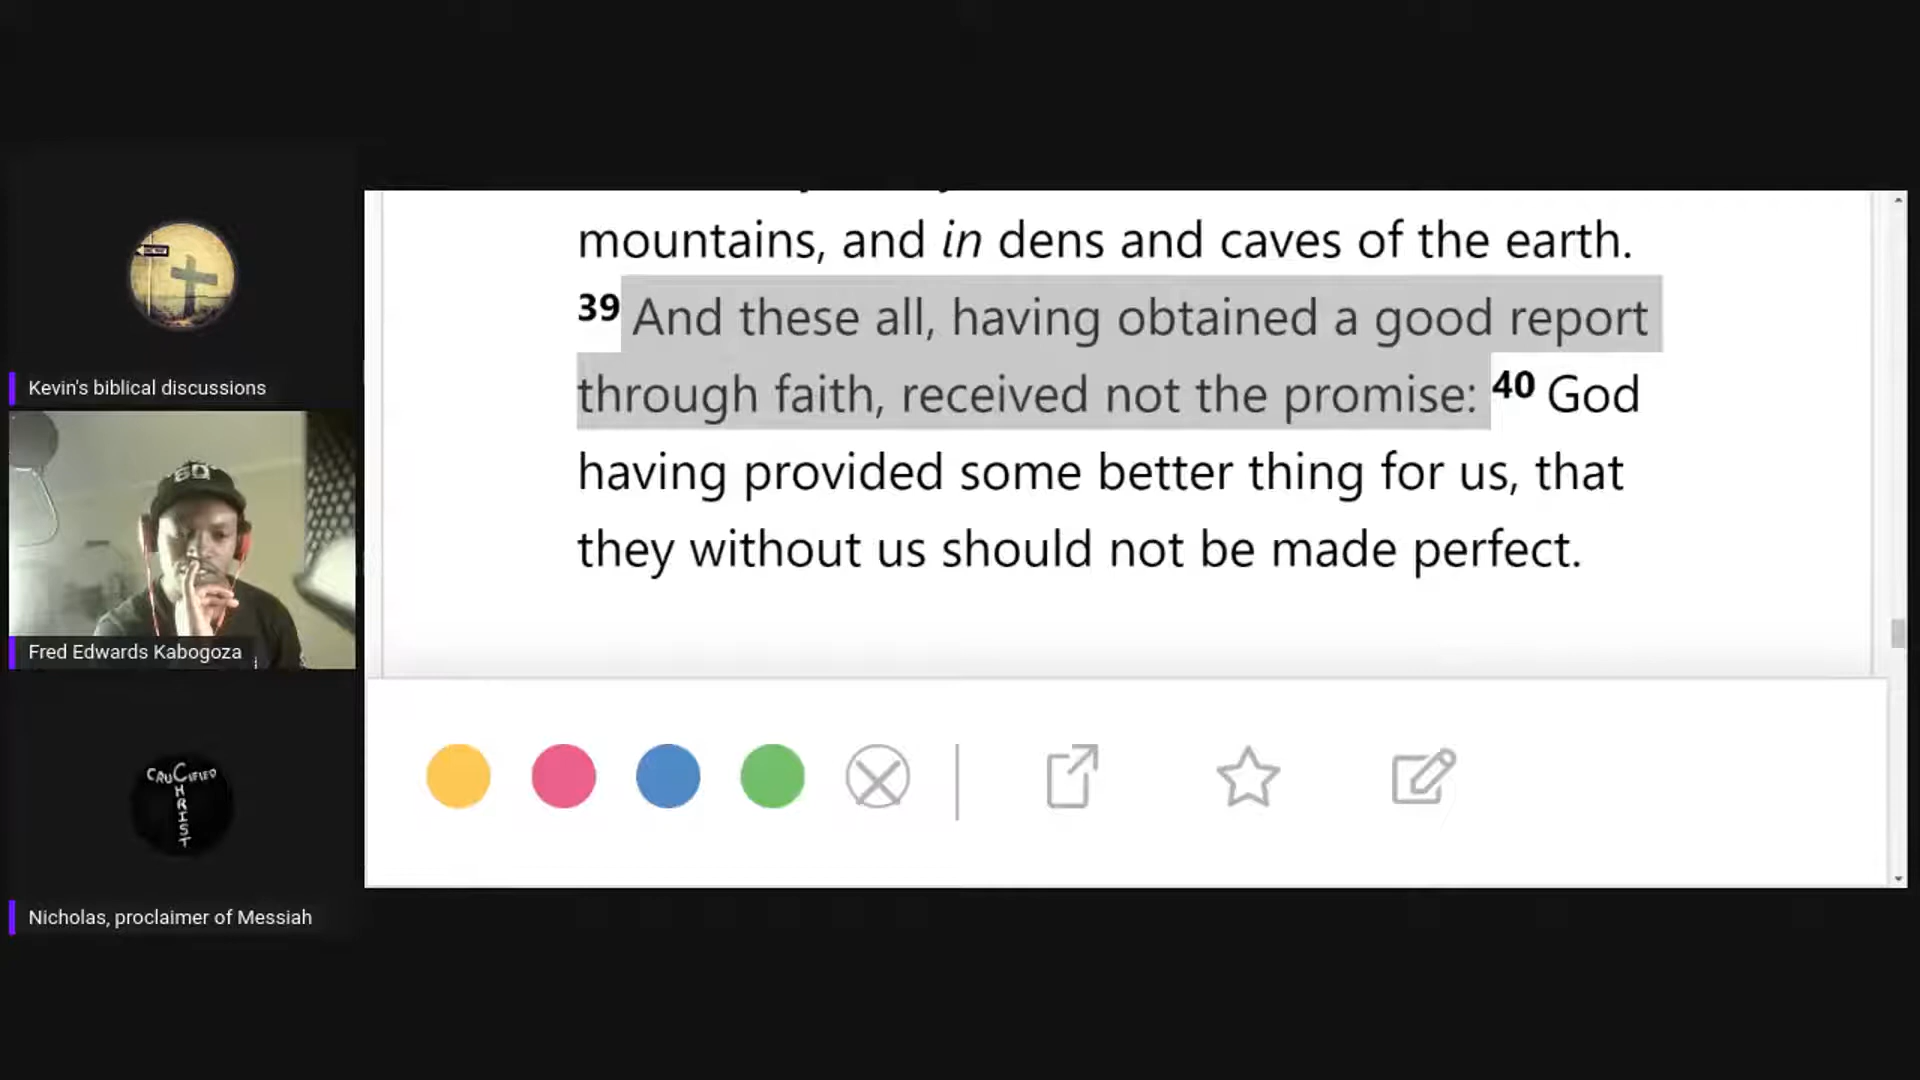 mountains, and in dens and caves of the earth.
39 And these all, having obtained a good report
through faith, received not the promise: 40 God
having provided some better thing for us, that
they without us should not be made perfect.
Kevin's biblical discussions
Fred Edwards Kabogoza
CRUCIFIED
CHRIST
Nicholas, proclaimer of Messiah